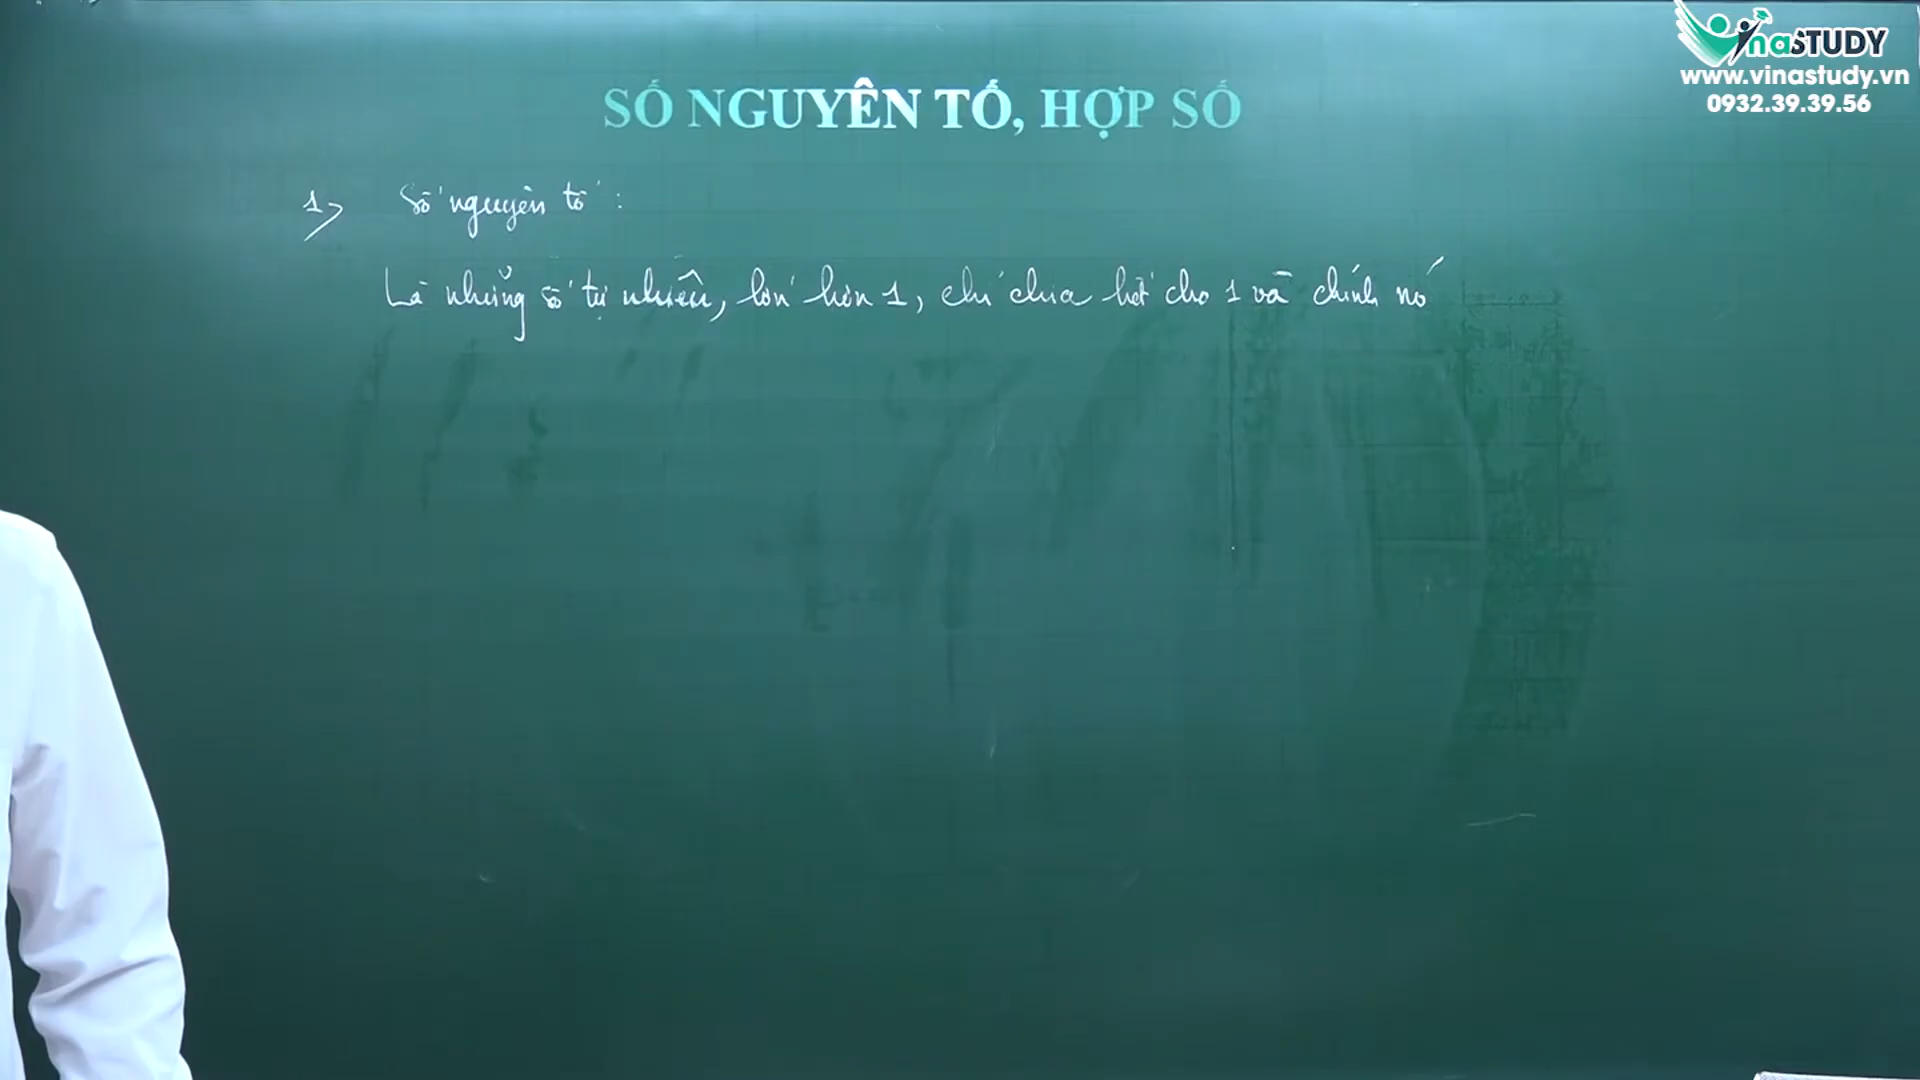 VinaSTUDY
www.vinastudy.vn
0932.39.39.56
SỐ NGUYÊN TỐ, HỢP SỐ
1> Số nguyên tố :
Là những số tự nhiên, lớn hơn 1, chỉ chia hết cho 1 và chính nó